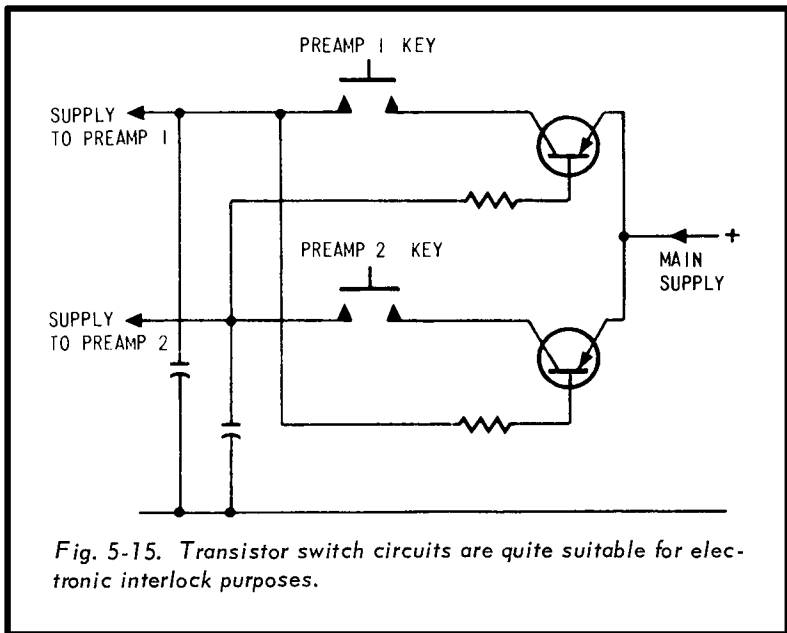 PREAMP 1 KEY
SUPPLY
TO PREAMP 1
PREAMP 2 KEY
+
MAIN
SUPPLY
SUPPLY
TO PREAMP 2
Fig. 5-15. Transistor switch circuits are quite suitable for elec-
tronic interlock purposes.